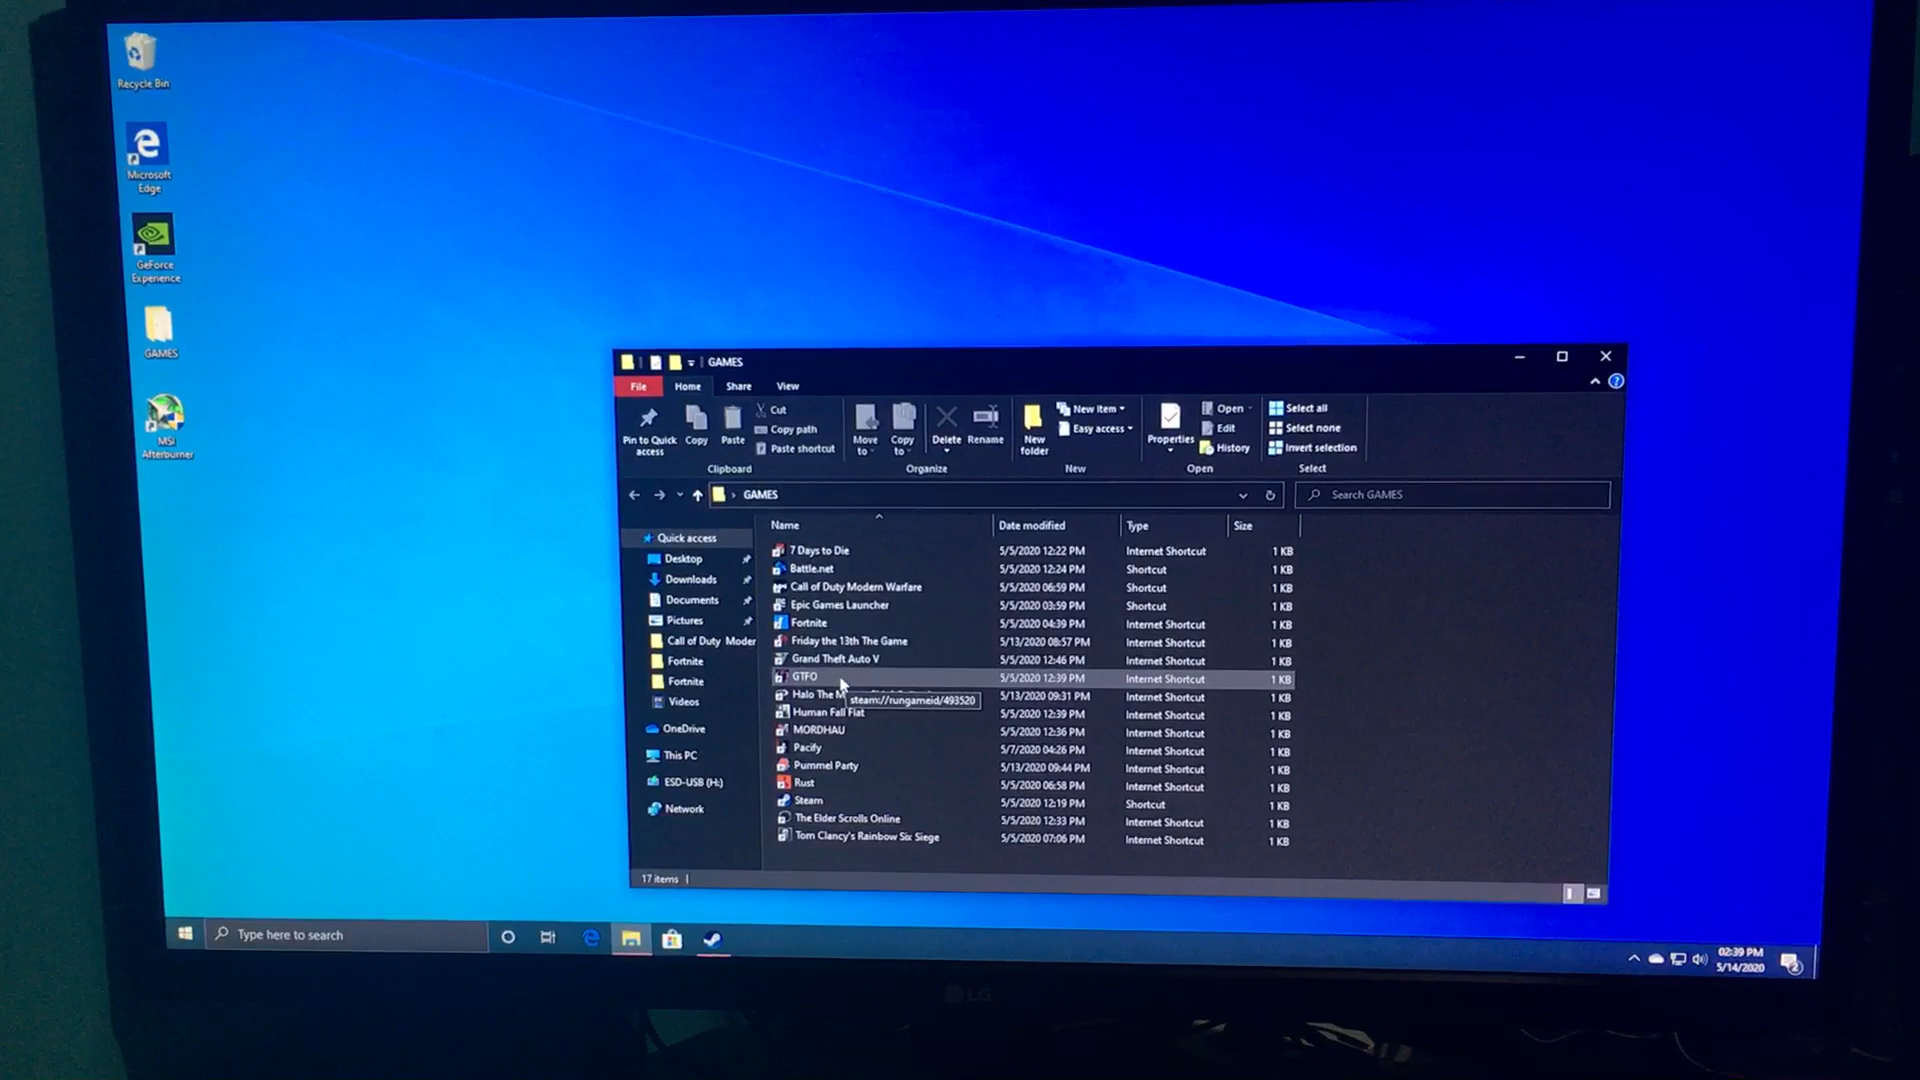 Recycle Bin
Microsoft
Edge
GeForce
Experience
GAMES
MSI
Afterburner
GAMES
File Home Share View
Pin to Quick
access
Copy
Paste
Cut
Copy path
Paste shortcut
Move
to
Copy
to
Delete
Rename
New
folder
New item
Easy access
Properties
Open
Edit
History
Select all
Select none
Invert selection
Clipboard Organize New Open Select
GAMES
Search GAMES
Quick access
Desktop
Downloads
Documents
Pictures
Call of Duty Moder
Fortnite
Fortnite
Videos
OneDrive
This PC
ESD-USB (H:)
Network
Name Date modified Type Size
7 Days to Die 5/5/2020 12:22 PM Internet Shortcut 1 KB
Battle.net 5/5/2020 12:24 PM Shortcut 1 KB
Call of Duty Modern Warfare 5/5/2020 06:59 PM Shortcut 1 KB
Epic Games Launcher 5/5/2020 03:59 PM Shortcut 1 KB
Fortnite 5/5/2020 04:39 PM Internet Shortcut 1 KB
Friday the 13th The Game 5/13/2020 08:57 PM Internet Shortcut 1 KB
Grand Theft Auto V 5/5/2020 12:46 PM Internet Shortcut 1 KB
GTFO 5/5/2020 12:39 PM Internet Shortcut 1 KB
Halo The M 5/13/2020 09:31 PM Internet Shortcut 1 KB
steam://rungameid/493520
Human Fall Flat 5/5/2020 12:39 PM Internet Shortcut 1 KB
MORDHAU 5/5/2020 12:36 PM Internet Shortcut 1 KB
Pacify 5/7/2020 04:26 PM Internet Shortcut 1 KB
Pummel Party 5/13/2020 09:44 PM Internet Shortcut 1 KB
Rust 5/5/2020 06:58 PM Internet Shortcut 1 KB
Steam 5/5/2020 12:19 PM Shortcut 1 KB
The Elder Scrolls Online 5/5/2020 12:33 PM Internet Shortcut 1 KB
Tom Clancy's Rainbow Six Siege 5/5/2020 07:06 PM Internet Shortcut 1 KB
17 items
Type here to search
02:39 PM
5/14/2020
2
LG